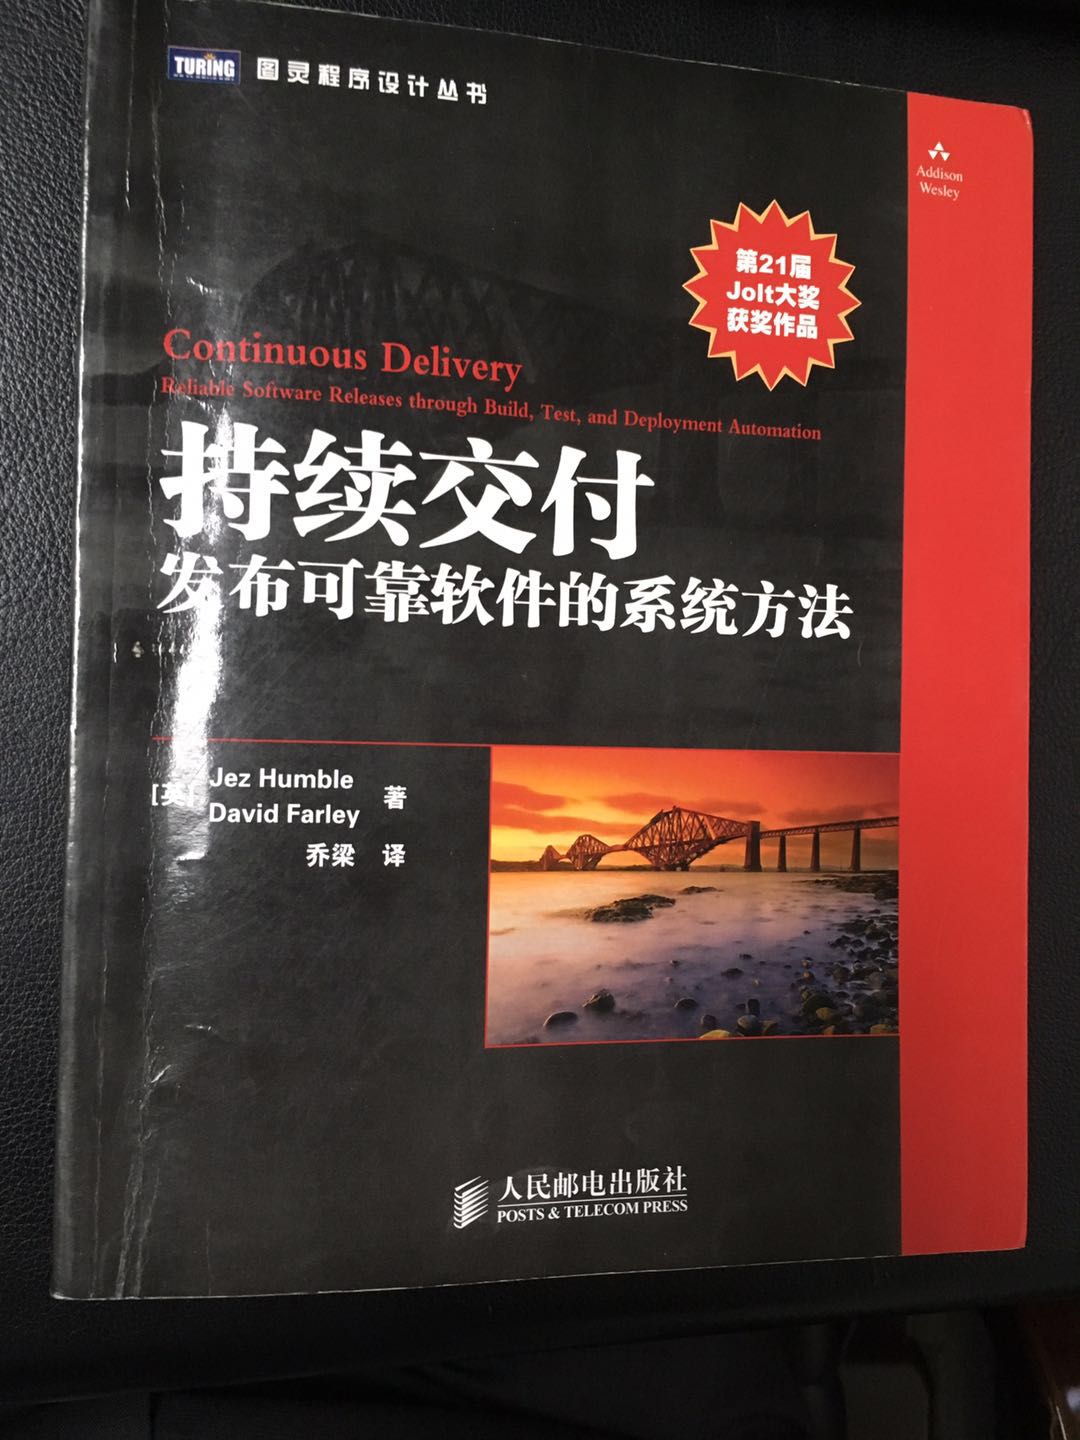 TURING
图灵程序设计丛书
Addison
Wesley
第21届
Jolt大奖
获奖作品
Continuous Delivery
Reliable Software Releases through Build, Test, and Deployment Automation
持续交付
发布可靠软件的系统方法
[英] Jez Humble
David Farley 著
乔梁 译
人民邮电出版社
POSTS & TELECOM PRESS